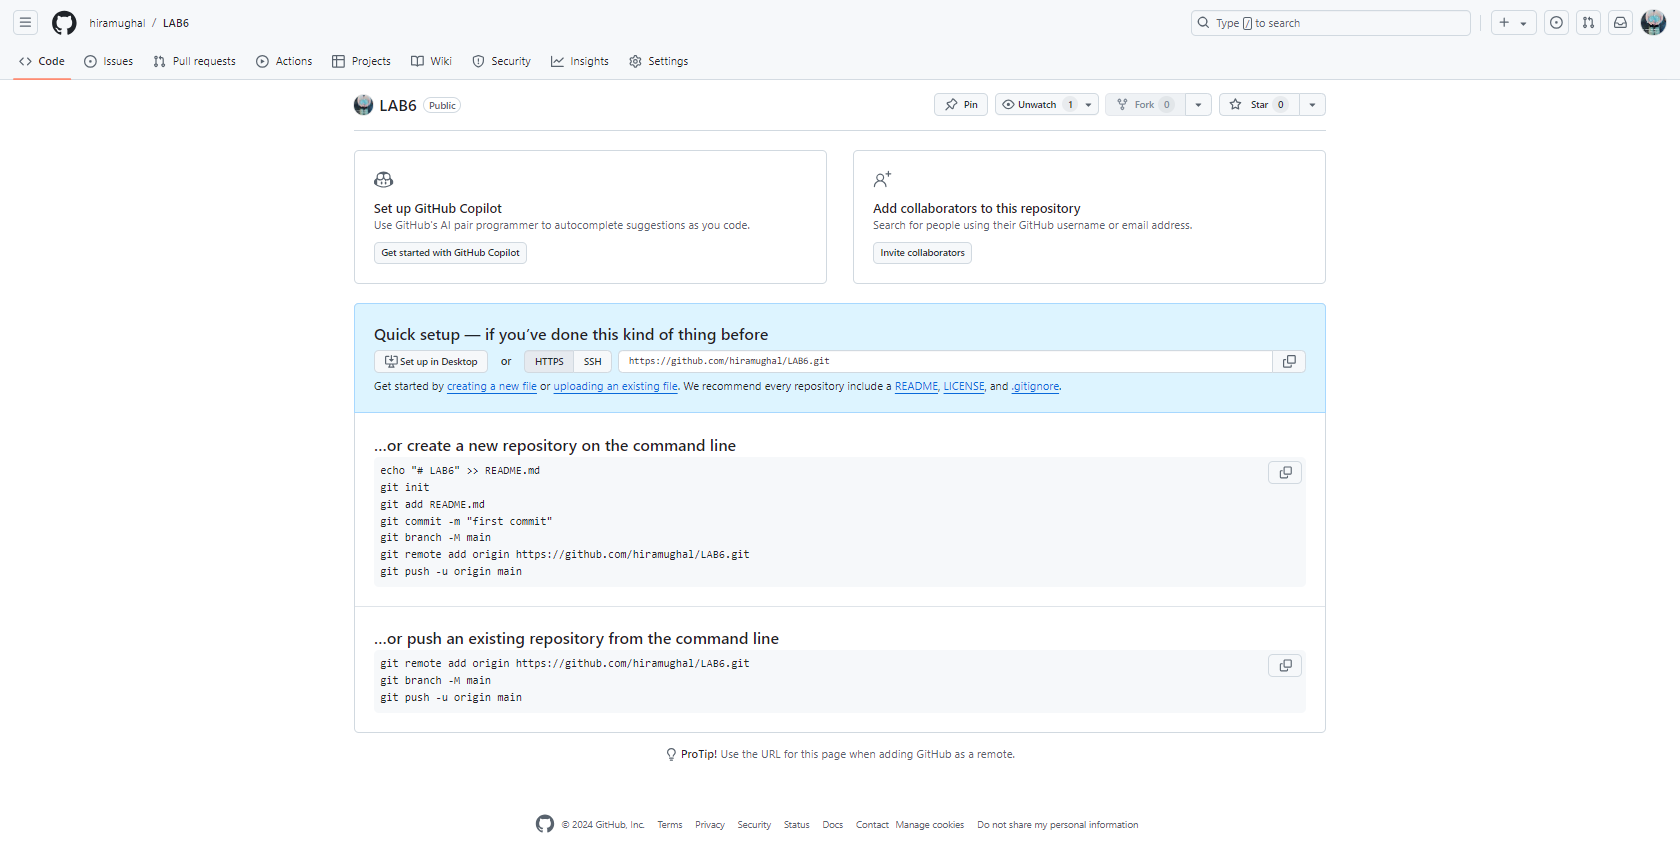 hiramughal / LAB6
Type / to search
Code Issues Pull requests Actions Projects Wiki Security Insights Settings
LAB6 Public
Pin Unwatch 1 Fork 0 Star 0
Set up GitHub Copilot
Use GitHub's AI pair programmer to autocomplete suggestions as you code.
Get started with GitHub Copilot
Add collaborators to this repository
Search for people using their GitHub username or email address.
Invite collaborators
Quick setup — if you’ve done this kind of thing before
Set up in Desktop or HTTPS SSH https://github.com/hiramughal/LAB6.git
Get started by creating a new file or uploading an existing file. We recommend every repository include a README, LICENSE, and .gitignore.
…or create a new repository on the command line
echo "# LAB6" >> README.md
git init
git add README.md
git commit -m "first commit"
git branch -M main
git remote add origin https://github.com/hiramughal/LAB6.git
git push -u origin main
…or push an existing repository from the command line
git remote add origin https://github.com/hiramughal/LAB6.git
git branch -M main
git push -u origin main
ProTip! Use the URL for this page when adding GitHub as a remote.
© 2024 GitHub, Inc. Terms Privacy Security Status Docs Contact Manage cookies Do not share my personal information